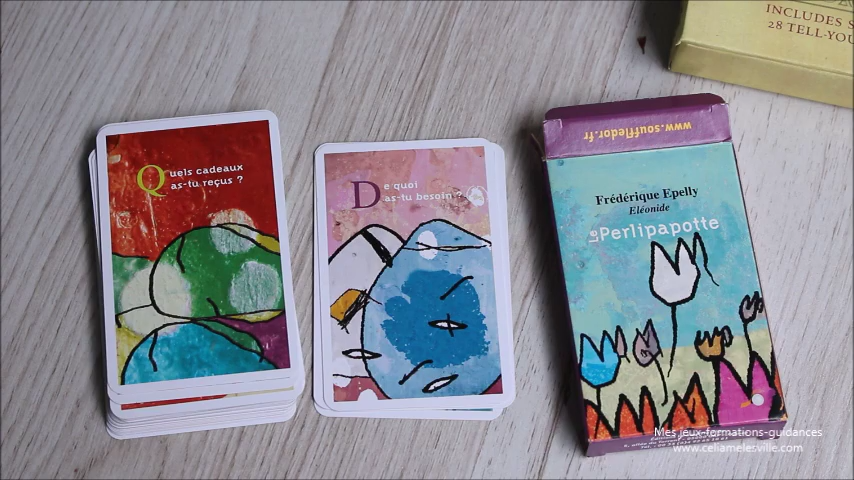 Quels cadeaux
as-tu reçus ?
De quoi
as-tu besoin ?
www.souffledor.fr
Frédérique Epelly
Eléonide
Le Perlipapotte
INCLUDES
28 TELL-YOU
Mes jeux-formations-guidances
www.celiamelesville.com